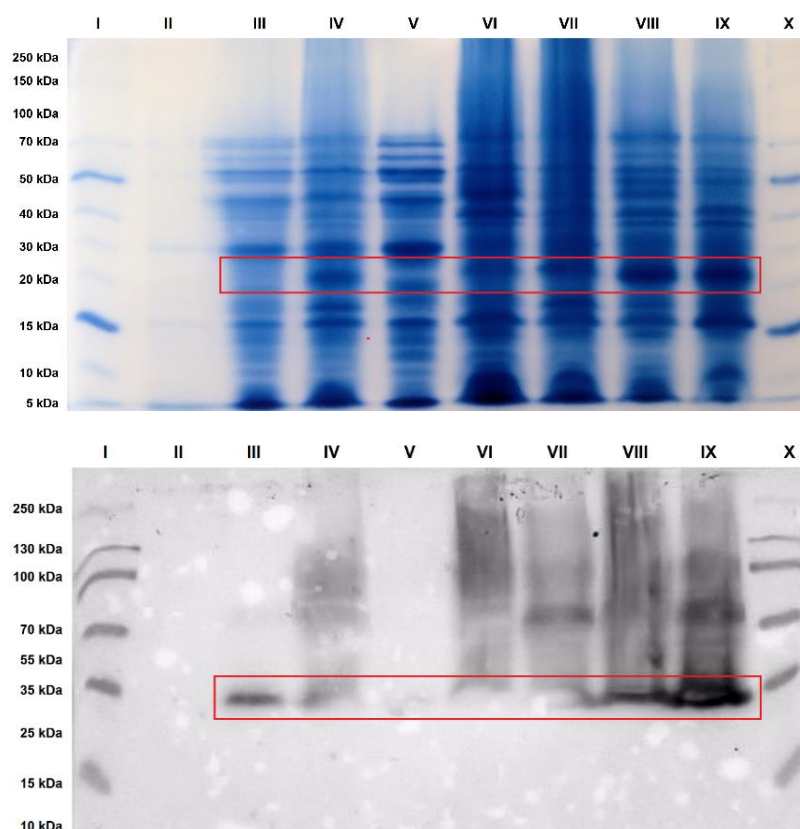 I II III IV V VI VII VIII IX X
250 kDa
150 kDa
100 kDa
70 kDa
50 kDa
40 kDa
30 kDa
20 kDa
15 kDa
10 kDa
5 kDa
I II III IV V VI VII VIII IX X
250 kDa
130 kDa
100 kDa
70 kDa
55 kDa
35 kDa
25 kDa
15 kDa
10 kDa